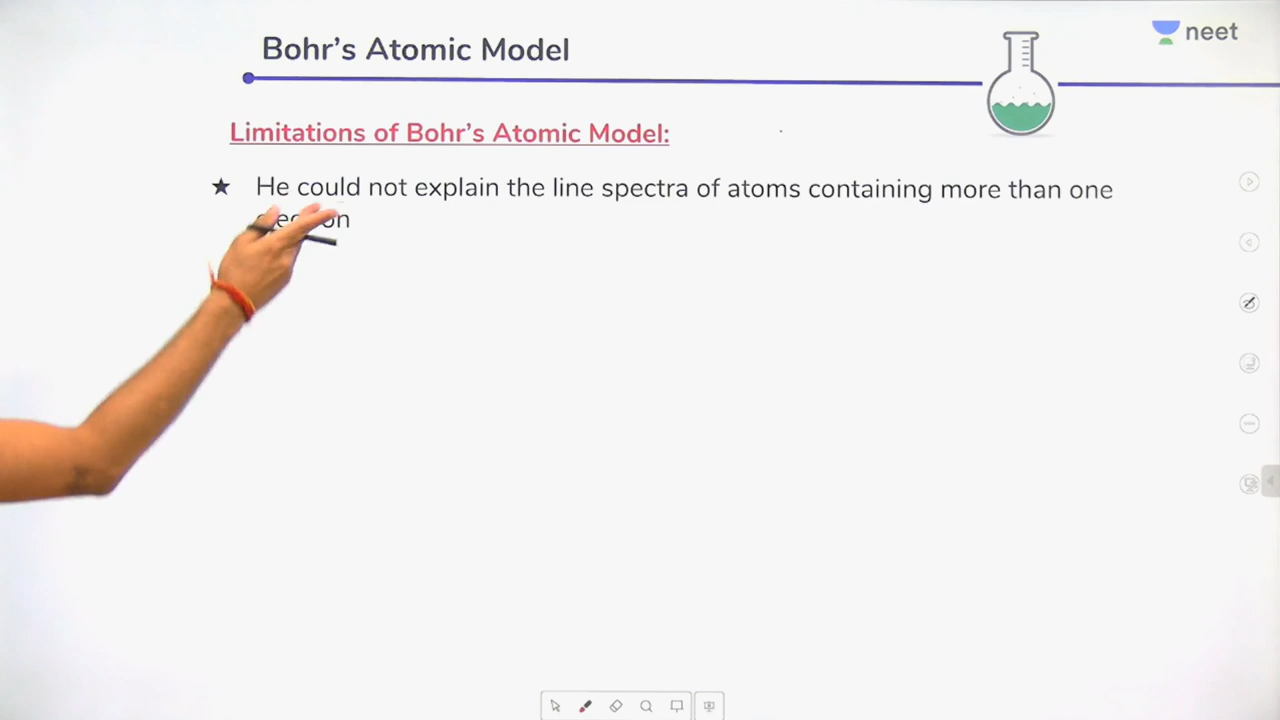 Bohr's Atomic Model
neet
Limitations of Bohr's Atomic Model:
★ He could not explain the line spectra of atoms containing more than one
electron